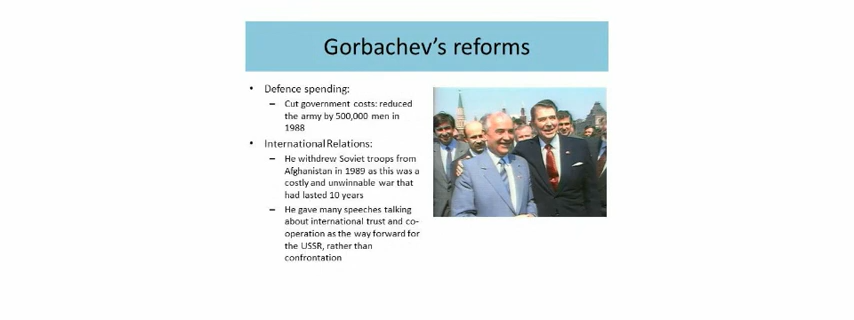 Gorbachev’s reforms
• Defence spending:
– Cut government costs: reduced
the army by 500,000 men in
1988
• International Relations:
– He withdrew Soviet troops from
Afghanistan in 1989 as this was a
costly and unwinnable war that
had lasted 10 years
– He gave many speeches talking
about international trust and co-
operation as the way forward for
the USSR, rather than
confrontation